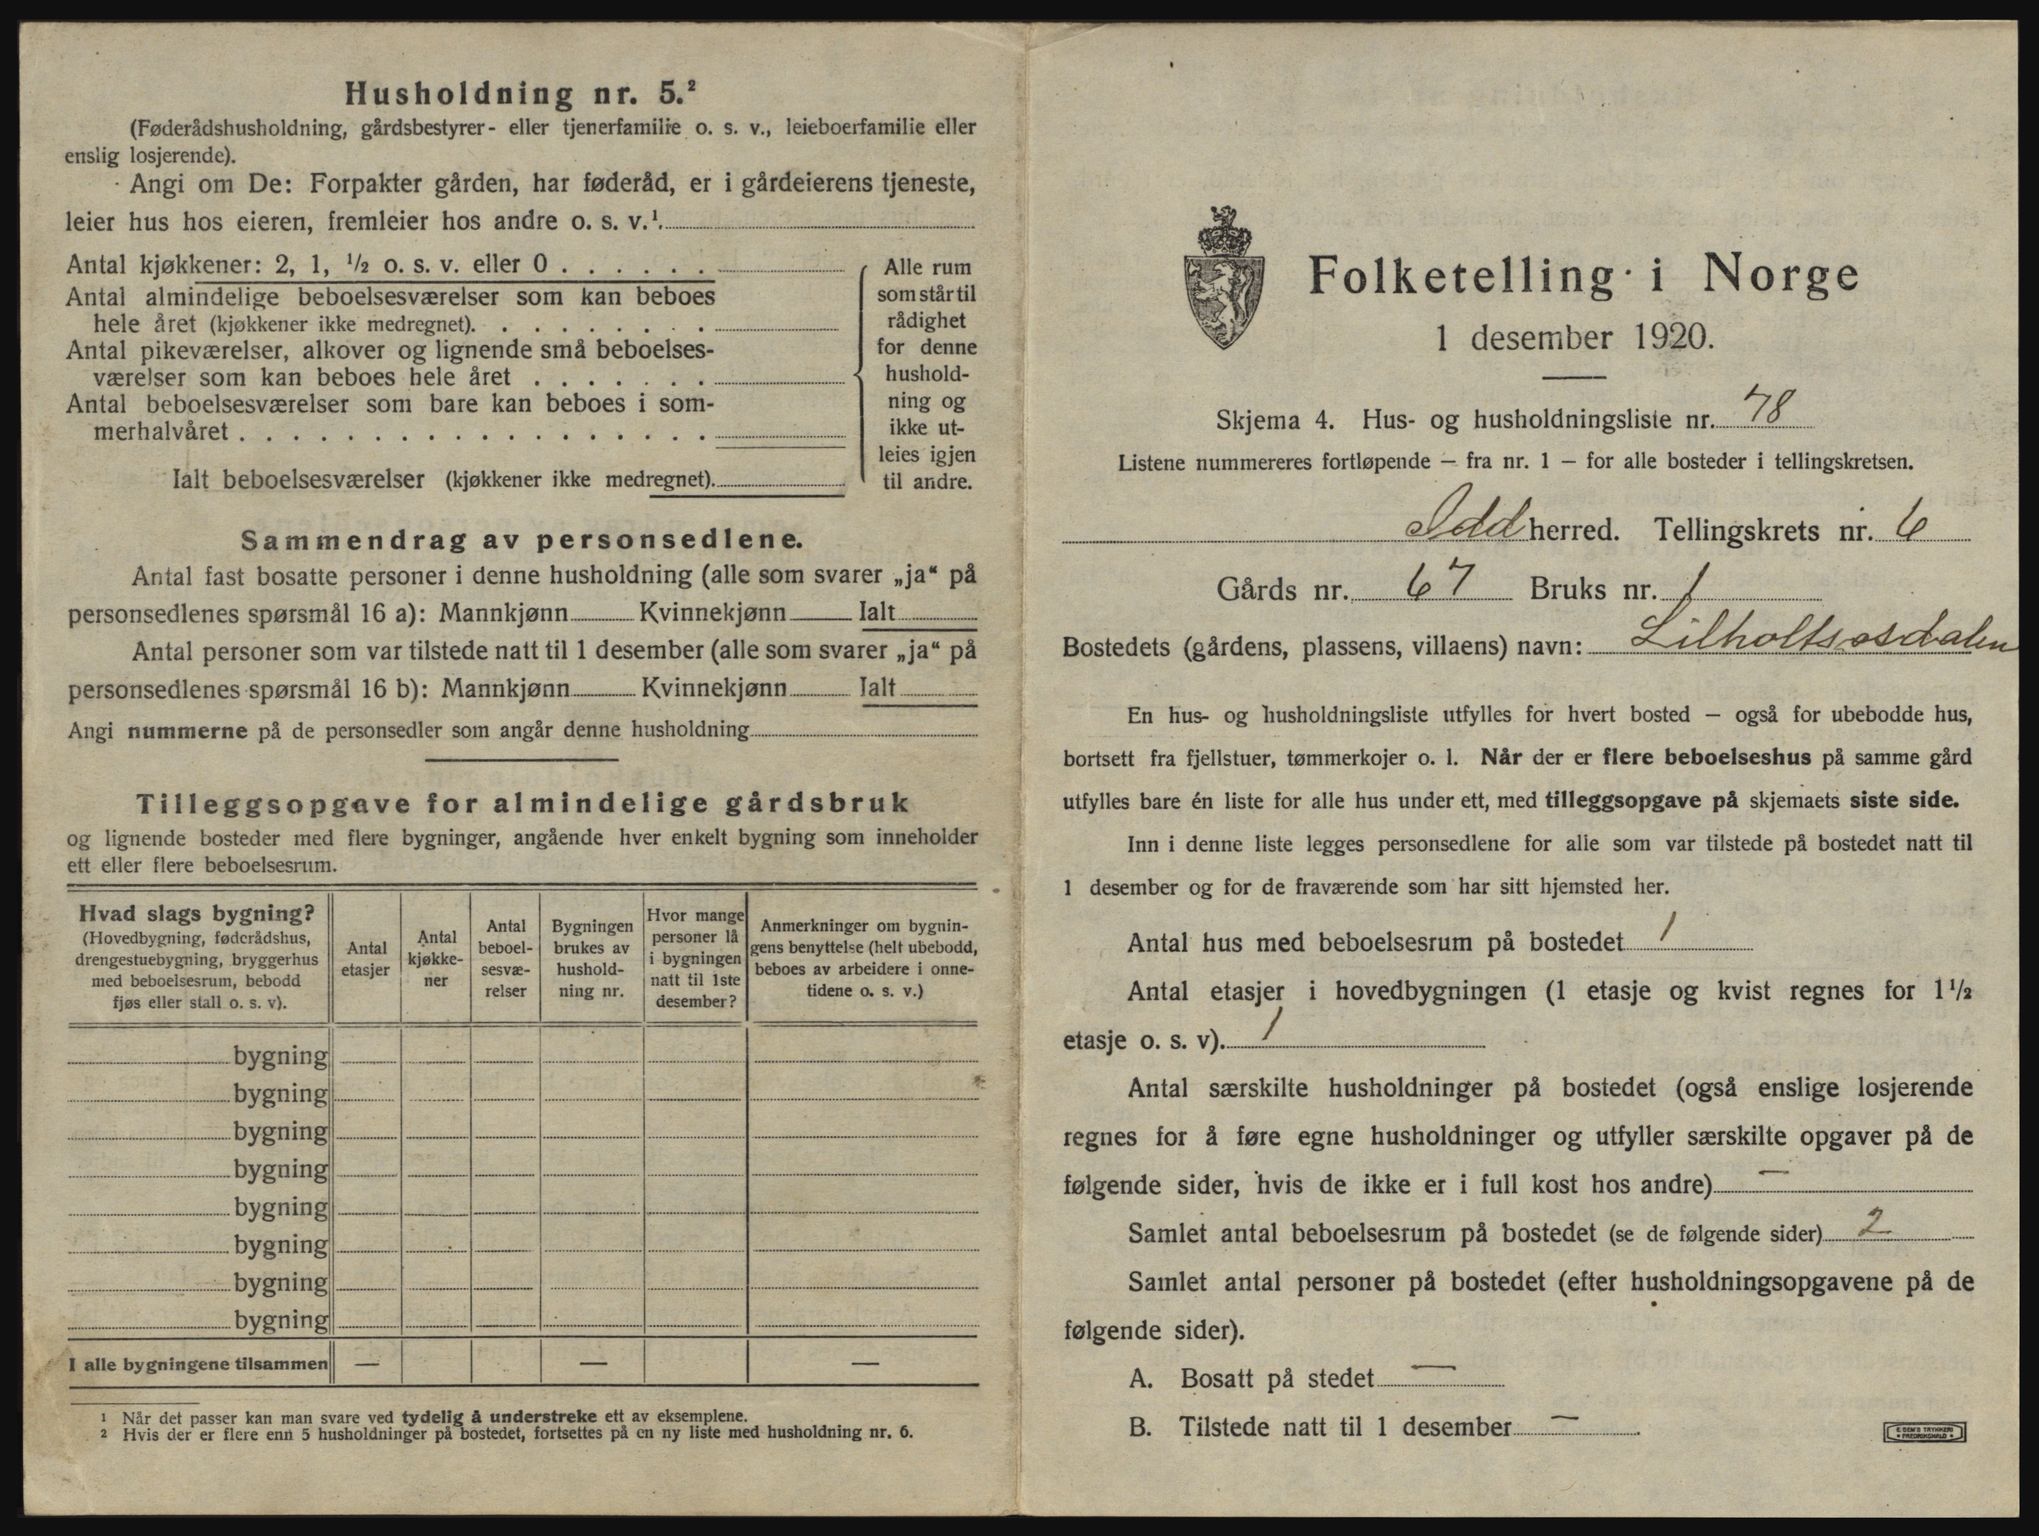 Husholdning nr. 5.²
(Føderådshusholdning, gårdsbestyrer- eller tjenerfamilie o. s. v., leieboerfamilie eller
enslig losjerende).
Angi om De: Forpakter gården, har føderåd, er i gårdeierens tjeneste,
leier hus hos eieren, fremleier hos andre o. s. v.¹.
Antal kjøkkener: 2, 1, ½ o. s. v. eller 0 . . . . . .
Antal almindelige beboelsesværelser som kan beboes
hele året (kjøkkener ikke medregnet). . . . . . . . .
Antal pikeværelser, alkover og lignende små beboelses-
værelser som kan beboes hele året . . . . . . .
Antal beboelsesværelser som bare kan beboes i som-
merhalvåret . . . . . . . . . . . . . . . . . .
Ialt beboelsesværelser (kjøkkener ikke medregnet).
Alle rum
som står til
rådighet
for denne
hushold-
ning og
ikke ut-
leies igjen
til andre.
Sammendrag av personsedlene.
Antal fast bosatte personer i denne husholdning (alle som svarer „ja“ på
personsedlenes spørsmål 16 a): Mannkjønn Kvinnekjønn Ialt
Antal personer som var tilstede natt til 1 desember (alle som svarer „ja“ på
personsedlenes spørsmål 16 b): Mannkjønn Kvinnekjønn Ialt
Angi nummerne på de personsedler som angår denne husholdning
Tilleggsopgave for almindelige gårdsbruk
og lignende bosteder med flere bygninger, angående hver enkelt bygning som inneholder
ett eller flere beboelsesrum.
Hvad slags bygning?
(Hovedbygning, føderådshus,
drengestuebygning, bryggerhus
med beboelsesrum, bebodd
fjøs eller stall o. s. v).
Antal
etasjer
Antal
kjøkke-
ner
Antal
beboel-
sesvæ-
relser
Bygningen
brukes av
hushold-
ning nr.
Hvor mange
personer lå
i bygningen
natt til 1ste
desember?
Anmerkninger om bygnin-
gens benyttelse (helt ubebodd,
beboes av arbeidere i onne-
tidene o. s. v.)
bygning
bygning
bygning
bygning
bygning
bygning
bygning
bygning
I alle bygningene tilsammen — — —
¹ Når det passer kan man svare ved tydelig å understreke ett av eksemplene.
² Hvis der er flere enn 5 husholdninger på bostedet, fortsettes på en ny liste med husholdning nr. 6.
Folketelling i Norge
1 desember 1920.
Skjema 4. Hus- og husholdningsliste nr. 78
Listene nummereres fortløpende — fra nr. 1 — for alle bosteder i tellingskretsen.
Idd herred. Tellingskrets nr. 6
Gårds nr. 67 Bruks nr. 1
Bostedets (gårdens, plassens, villaens) navn:
En hus- og husholdningsliste utfylles for hvert bosted — også for ubebodde hus,
bortsett fra fjellstuer, tømmerkojer o. l. Når der er flere beboelseshus på samme gård
utfylles bare én liste for alle hus under ett, med tilleggsopgave på skjemaets siste side.
Inn i denne liste legges personsedlene for alle som var tilstede på bostedet natt til
1 desember og for de fraværende som har sitt hjemsted her.
Antal hus med beboelsesrum på bostedet 1
Antal etasjer i hovedbygningen (1 etasje og kvist regnes for 1½
etasje o. s. v). 1
Antal særskilte husholdninger på bostedet (også enslige losjerende
regnes for å føre egne husholdninger og utfyller særskilte opgaver på de
følgende sider, hvis de ikke er i full kost hos andre) —
Samlet antal beboelsesrum på bostedet (se de følgende sider) 2
Samlet antal personer på bostedet (efter husholdningsopgavene på de
følgende sider).
A. Bosatt på stedet —
B. Tilstede natt til 1 desember —
E. SEM'S TRYKKERI
• FREDRIKSHALD •